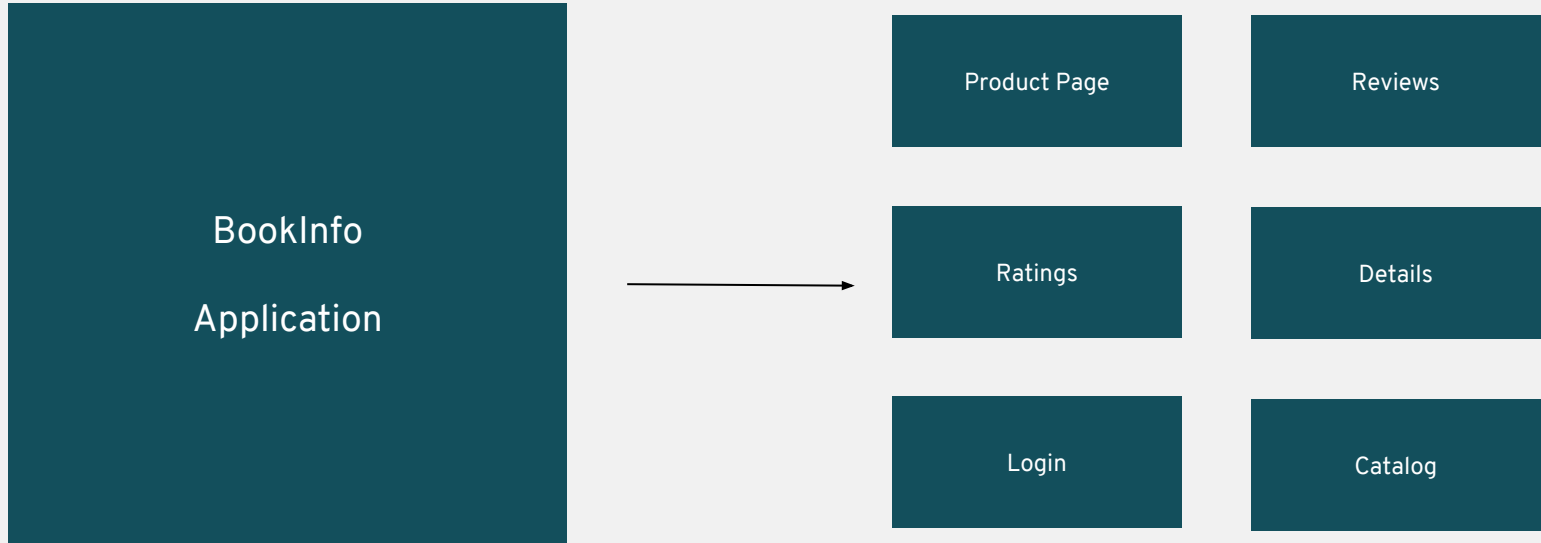 BookInfo
Application
Product Page
Reviews
Ratings
Details
Login
Catalog